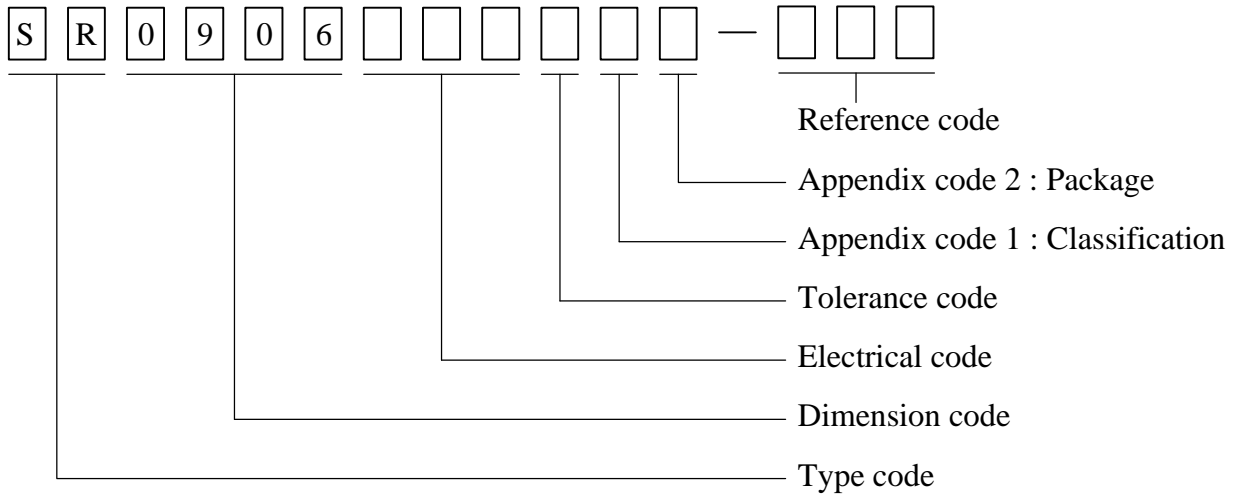 S R 0 9 0 6 —
Reference code
Appendix code 2 : Package
Appendix code 1 : Classification
Tolerance code
Electrical code
Dimension code
Type code